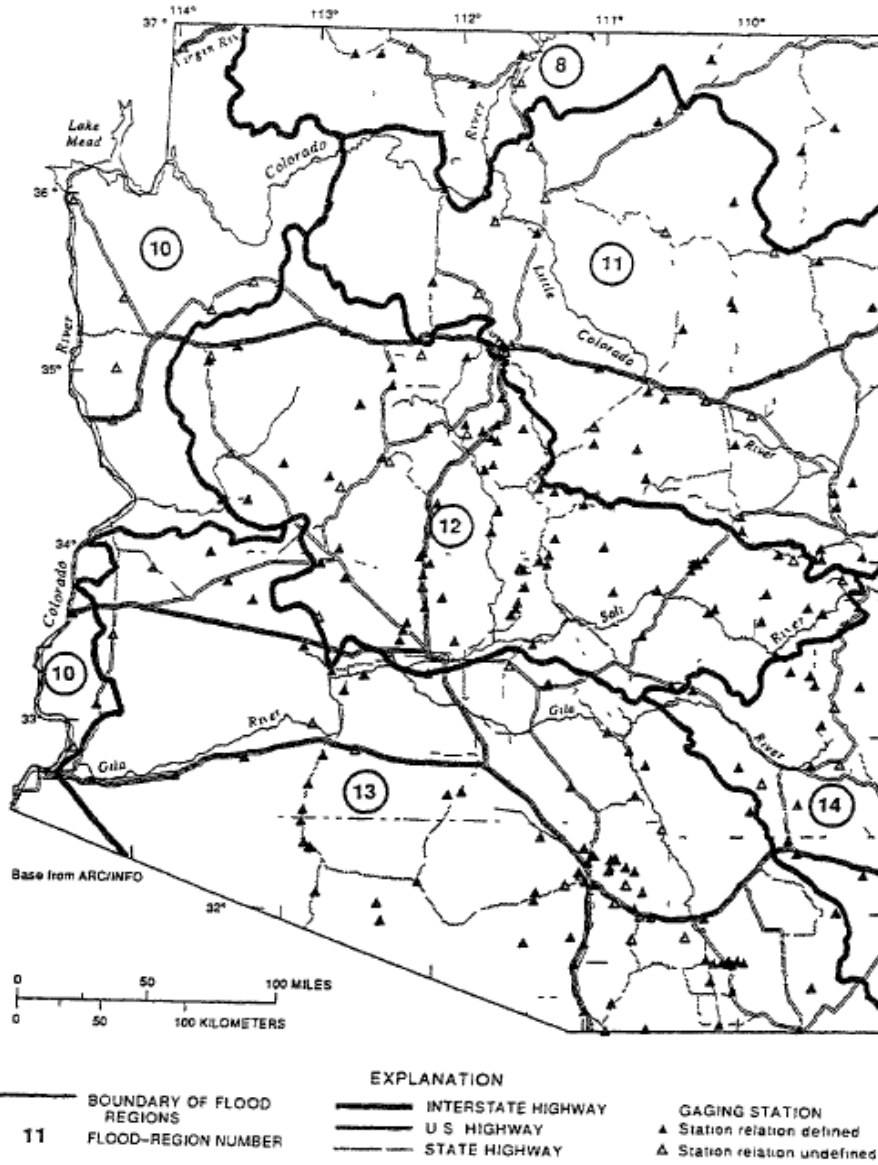 114° 113° 112° 111° 110°
37°
Virgin Riv
8
River
Lake
Mead
Colorado
36°
10
11
Little
River
Colorado
35°
River
12
34°
Colorado
Salt
River
10
33°
River
Gila
Gila
River
13
14
Base from ARC/INFO
32°
0 50 100 MILES
0 50 100 KILOMETERS
EXPLANATION
BOUNDARY OF FLOOD
REGIONS
11 FLOOD-REGION NUMBER
INTERSTATE HIGHWAY
U S HIGHWAY
STATE HIGHWAY
GAGING STATION
Station relation defined
Station relation undefined